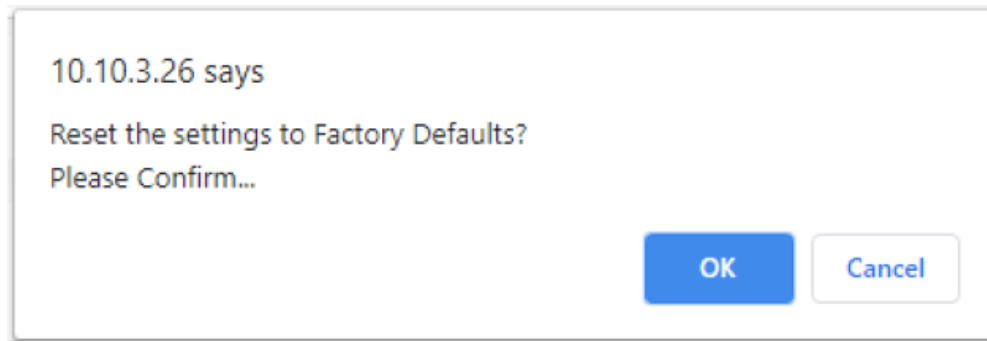 10.10.3.26 says
Reset the settings to Factory Defaults?
Please Confirm...
OK
Cancel